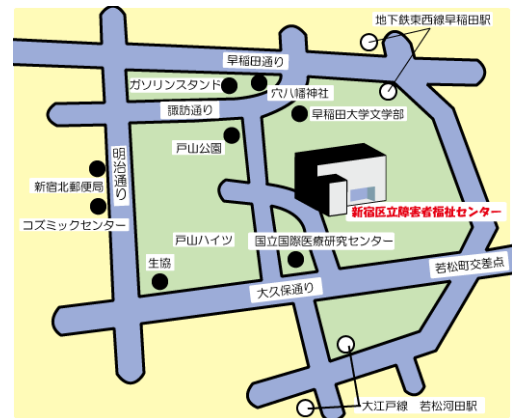 地下鉄東西線早稲田駅
早稲田通り
ガソリンスタンド
穴八幡神社
諏訪通り
早稲田大学文学部
戸山公園
明治通り
新宿北郵便局
コズミックセンター
新宿区立障害者福祉センター
戸山ハイツ
国立国際医療研究センター
生協
若松町交差点
大久保通り
大江戸線 若松河田駅